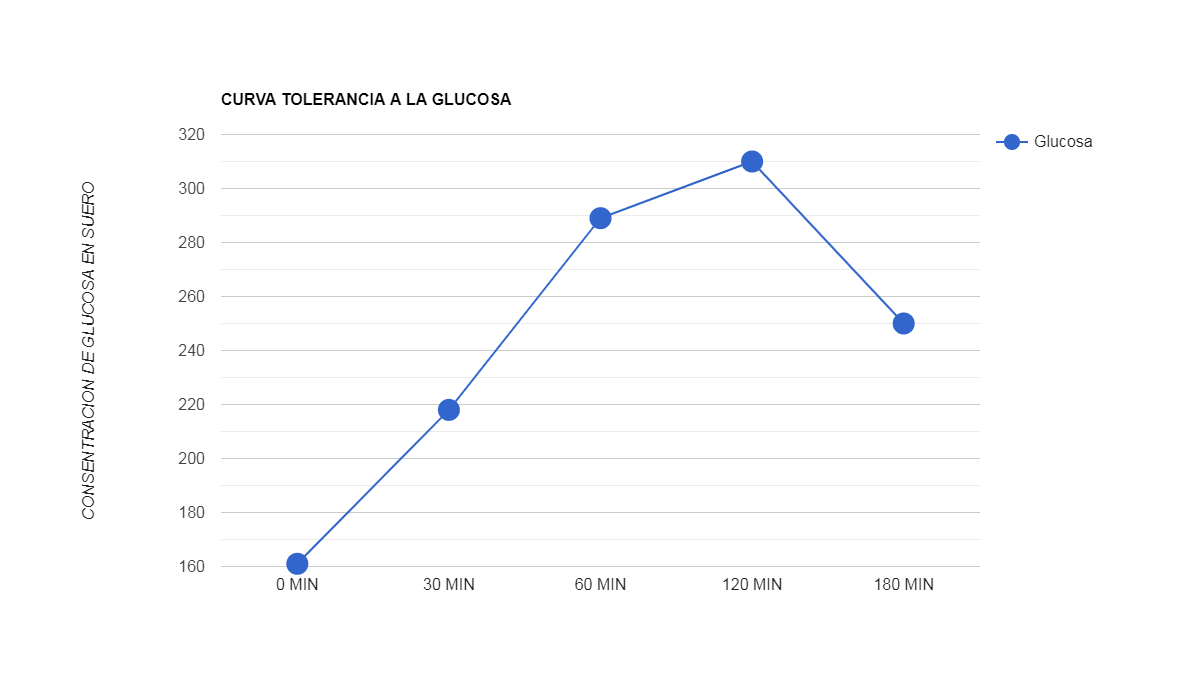 CURVA TOLERANCIA A LA GLUCOSA
Glucosa
CONSENTRACION DE GLUCOSA EN SUERO
320
300
280
260
240
220
200
180
160
0 MIN
30 MIN
60 MIN
120 MIN
180 MIN